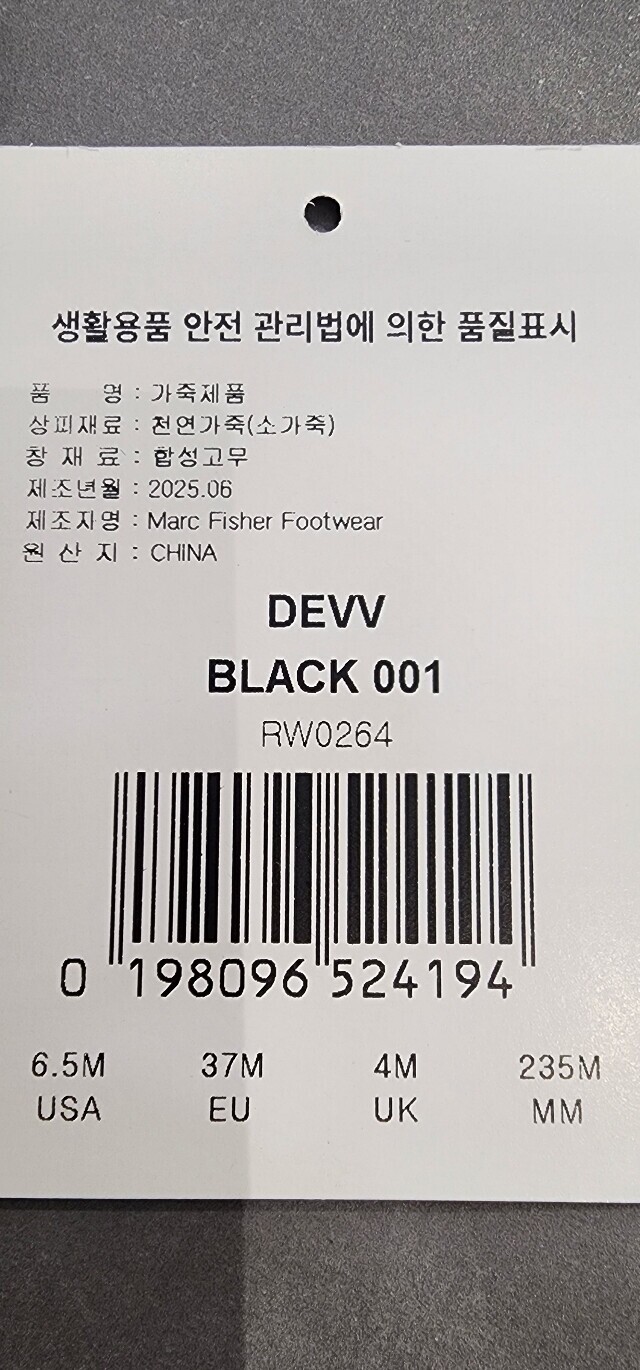 생활용품 안전 관리법에 의한 품질표시
품 명 : 가죽제품
상피재료 : 천연가죽(소가죽)
창 재 료 : 합성고무
제조년월 : 2025.06
제조자명 : Marc Fisher Footwear
원 산 지 : CHINA
DEVV
BLACK 001
RW0264
0 198096 524194
6.5M 37M 4M 235M
USA EU UK MM